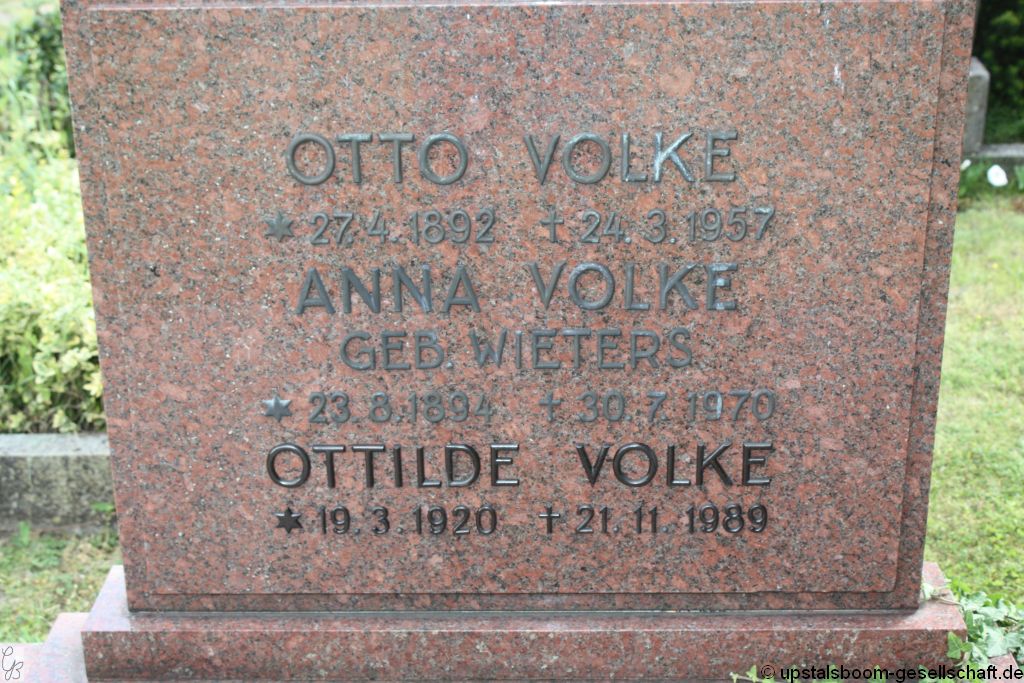 OTTO VOLKE
* 27.4.1892 † 24.3.1957
ANNA VOLKE
GEB. WIETERS
* 23.8.1894 † 30.7.1970
OTTILDE VOLKE
* 19.3.1920 † 21.11.1989
GB
© upstalsboom-gesellschaft.de